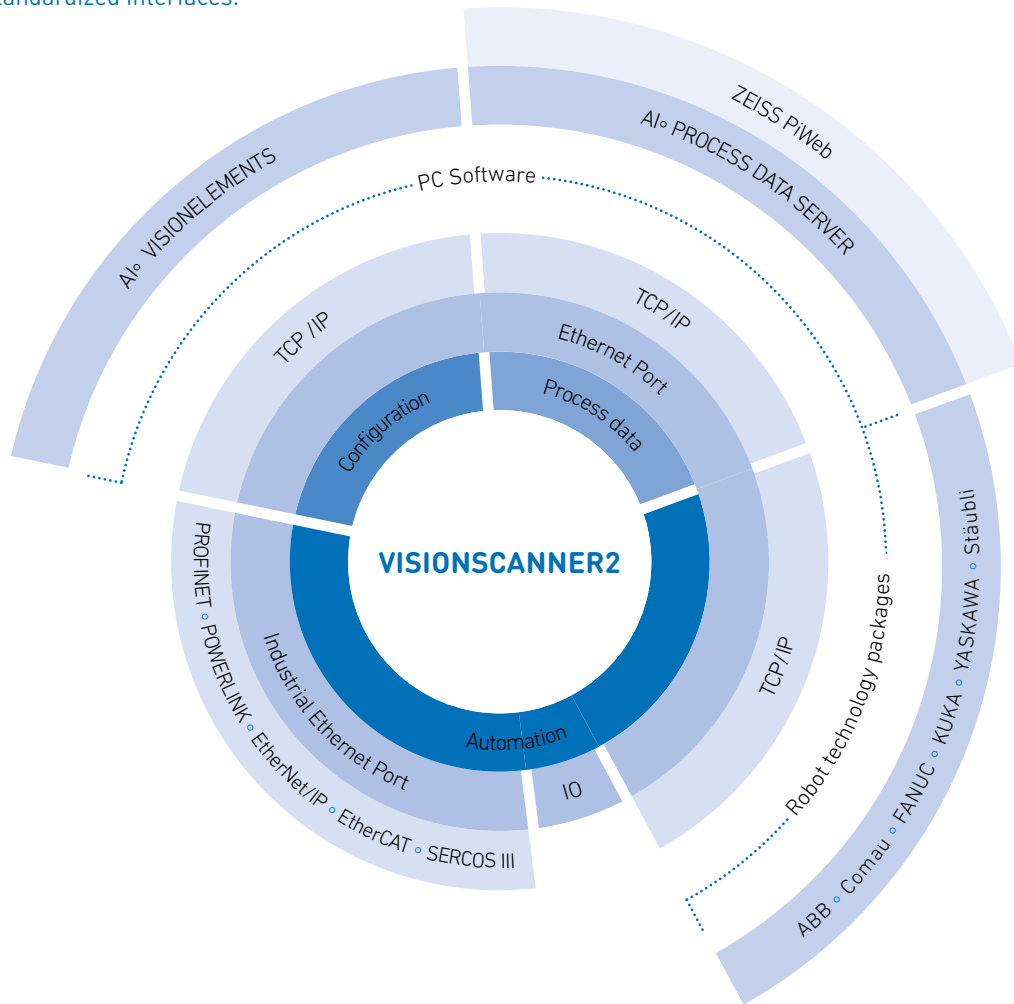 standardized interfaces.
ZEISS PiWeb
AI∘ PROCESS DATA SERVER
AI∘ VISIONELEMENTS
PC Software
TCP /IP
TCP/IP
Ethernet Port
Configuration
Process data
VISIONSCANNER2
Automation
IO
Industrial Ethernet Port
PROFINET ∘ POWERLINK ∘ EtherNet/IP ∘ EtherCAT ∘ SERCOS III
TCP/IP
Robot technology packages
ABB ∘ Comau ∘ FANUC ∘ KUKA ∘ YASKAWA ∘ Stäubli